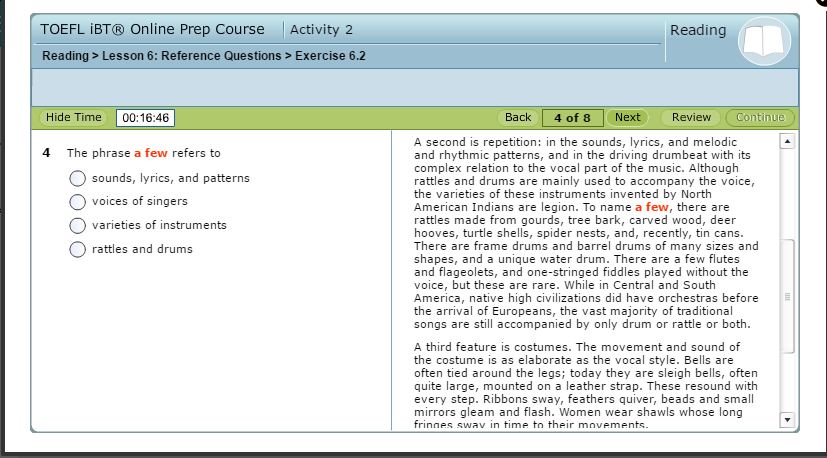 TOEFL iBT® Online Prep Course
Activity 2
Reading
Reading > Lesson 6: Reference Questions > Exercise 6.2
Hide Time
00:16:46
Back
4 of 8
Next
Review
Continue
4 The phrase a few refers to
sounds, lyrics, and patterns
voices of singers
varieties of instruments
rattles and drums
A second is repetition: in the sounds, lyrics, and melodic
and rhythmic patterns, and in the driving drumbeat with its
complex relation to the vocal part of the music. Although
rattles and drums are mainly used to accompany the voice,
the varieties of these instruments invented by North
American Indians are legion. To name a few, there are
rattles made from gourds, tree bark, carved wood, deer
hooves, turtle shells, spider nests, and, recently, tin cans.
There are frame drums and barrel drums of many sizes and
shapes, and a unique water drum. There are a few flutes
and flageolets, and one-stringed fiddles played without the
voice, but these are rare. While in Central and South
America, native high civilizations did have orchestras before
the arrival of Europeans, the vast majority of traditional
songs are still accompanied by only drum or rattle or both.
A third feature is costumes. The movement and sound of
the costume is as elaborate as the vocal style. Bells are
often tied around the legs; today they are sleigh bells, often
quite large, mounted on a leather strap. These resound with
every step. Ribbons sway, feathers quiver, beads and small
mirrors gleam and flash. Women wear shawls whose long
fringes sway in time to their movements.